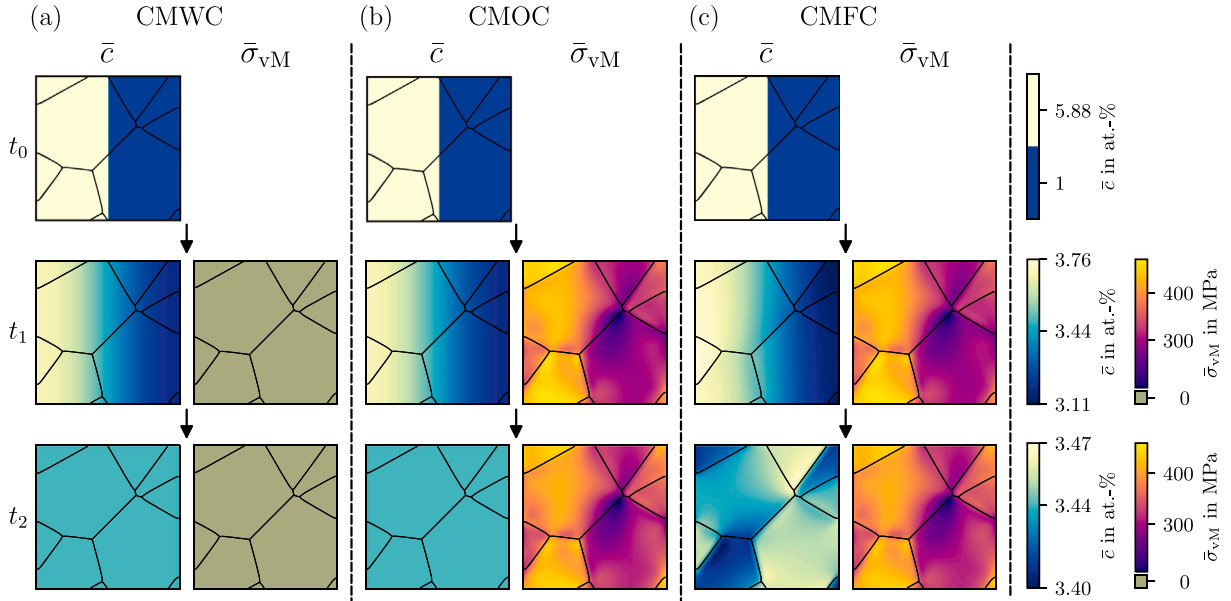 (a) CMWC (b) CMOC (c) CMFC
c̄ σ̄vM c̄ σ̄vM c̄ σ̄vM
t0
5.88
1
c̄ in at.-%
t1
3.76
3.44
3.11
c̄ in at.-%
400
300
0
σ̄vM in MPa
t2
3.47
3.44
3.40
c̄ in at.-%
400
300
0
σ̄vM in MPa